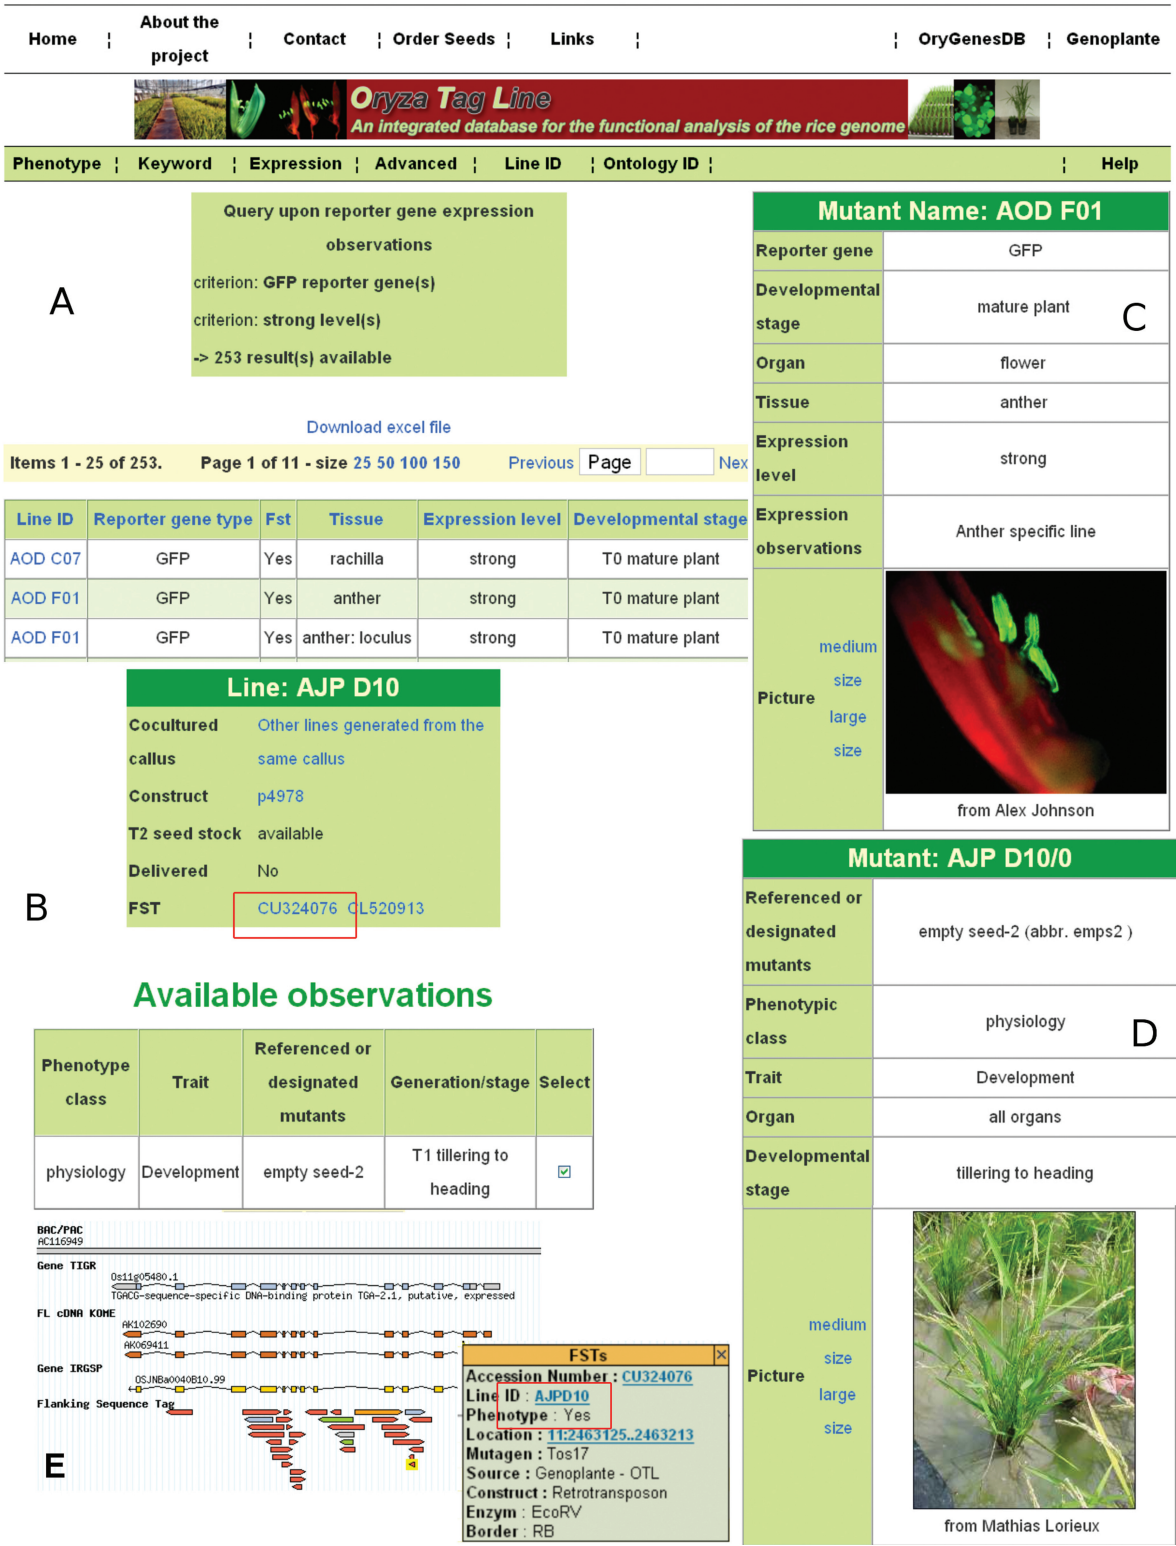 Home ¦ About the project ¦ Contact ¦ Order Seeds ¦ Links ¦ ¦ OryGenesDB ¦ Genoplante
Oryza Tag Line
An integrated database for the functional analysis of the rice genome
Phenotype ¦ Keyword ¦ Expression ¦ Advanced ¦ Line ID ¦ Ontology ID ¦ ¦ Help
A
Query upon reporter gene expression
observations
criterion: GFP reporter gene(s)
criterion: strong level(s)
-> 253 result(s) available
Download excel file
Items 1 - 25 of 253. Page 1 of 11 - size 25 50 100 150 Previous Page Nex
Line ID Reporter gene type Fst Tissue Expression level Developmental stage
AOD C07 GFP Yes rachilla strong T0 mature plant
AOD F01 GFP Yes anther strong T0 mature plant
AOD F01 GFP Yes anther: loculus strong T0 mature plant
B
Line: AJP D10
Cocultured callus Other lines generated from the same callus
Construct p4978
T2 seed stock available
Delivered No
FST CU324076 CL520913
Available observations
Phenotype class Trait Referenced or designated mutants Generation/stage Select
physiology Development empty seed-2 T1 tillering to heading
C
Mutant Name: AOD F01
Reporter gene GFP
Developmental stage mature plant
Organ flower
Tissue anther
Expression level strong
Expression observations Anther specific line
Picture medium size large size
from Alex Johnson
D
Mutant: AJP D10/0
Referenced or designated mutants empty seed-2 (abbr. emps2 )
Phenotypic class physiology
Trait Development
Organ all organs
Developmental stage tillering to heading
Picture medium size large size
from Mathias Lorieux
E
BAC/PAC
AC116949
Gene TIGR
Os11g05480.1
TGACG-sequence-specific DNA-binding protein TGA-2.1, putative, expressed
FL cDNA KOME
AK102690
AK069411
Gene IRGSP
OSJNBa0040B10.99
Flanking Sequence Tag
FSTs
Accession Number : CU324076
Line ID : AJPD10
Phenotype : Yes
Location : 11:2463125..2463213
Mutagen : Tos17
Source : Genoplante - OTL
Construct : Retrotransposon
Enzym : EcoRV
Border : RB